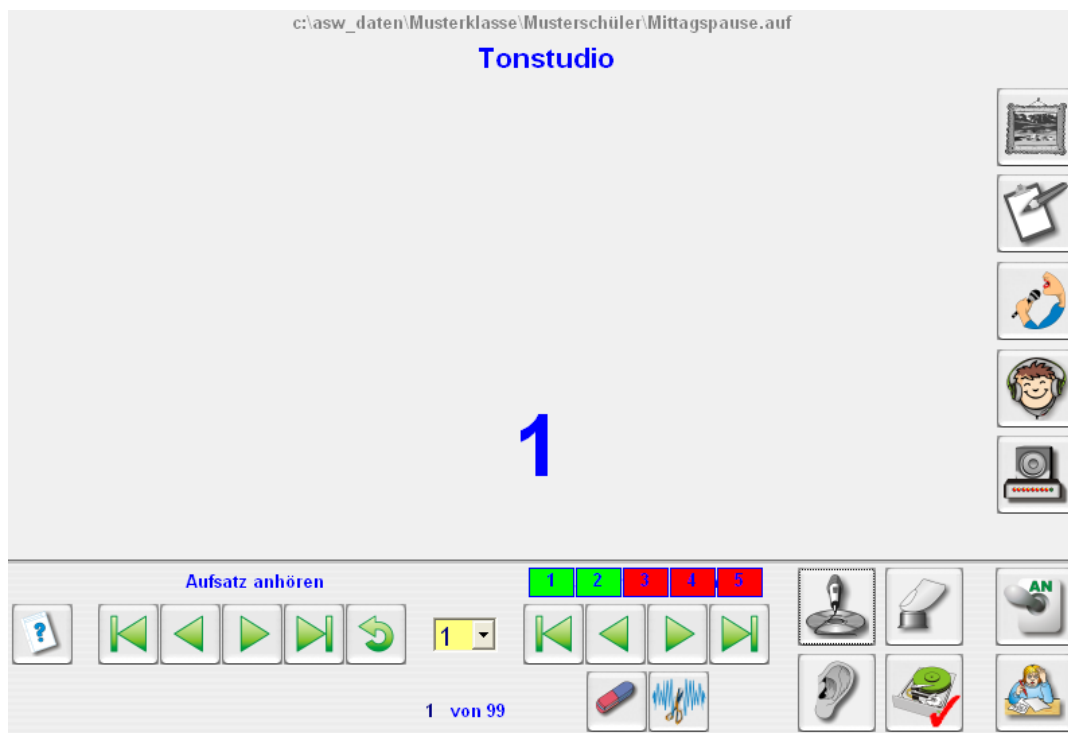 c:\asw_daten\Musterklasse\Musterschüler\Mittagspause.auf
Tonstudio
1
Aufsatz anhören
1 2 3 4 5
AN
?
1
1 von 99